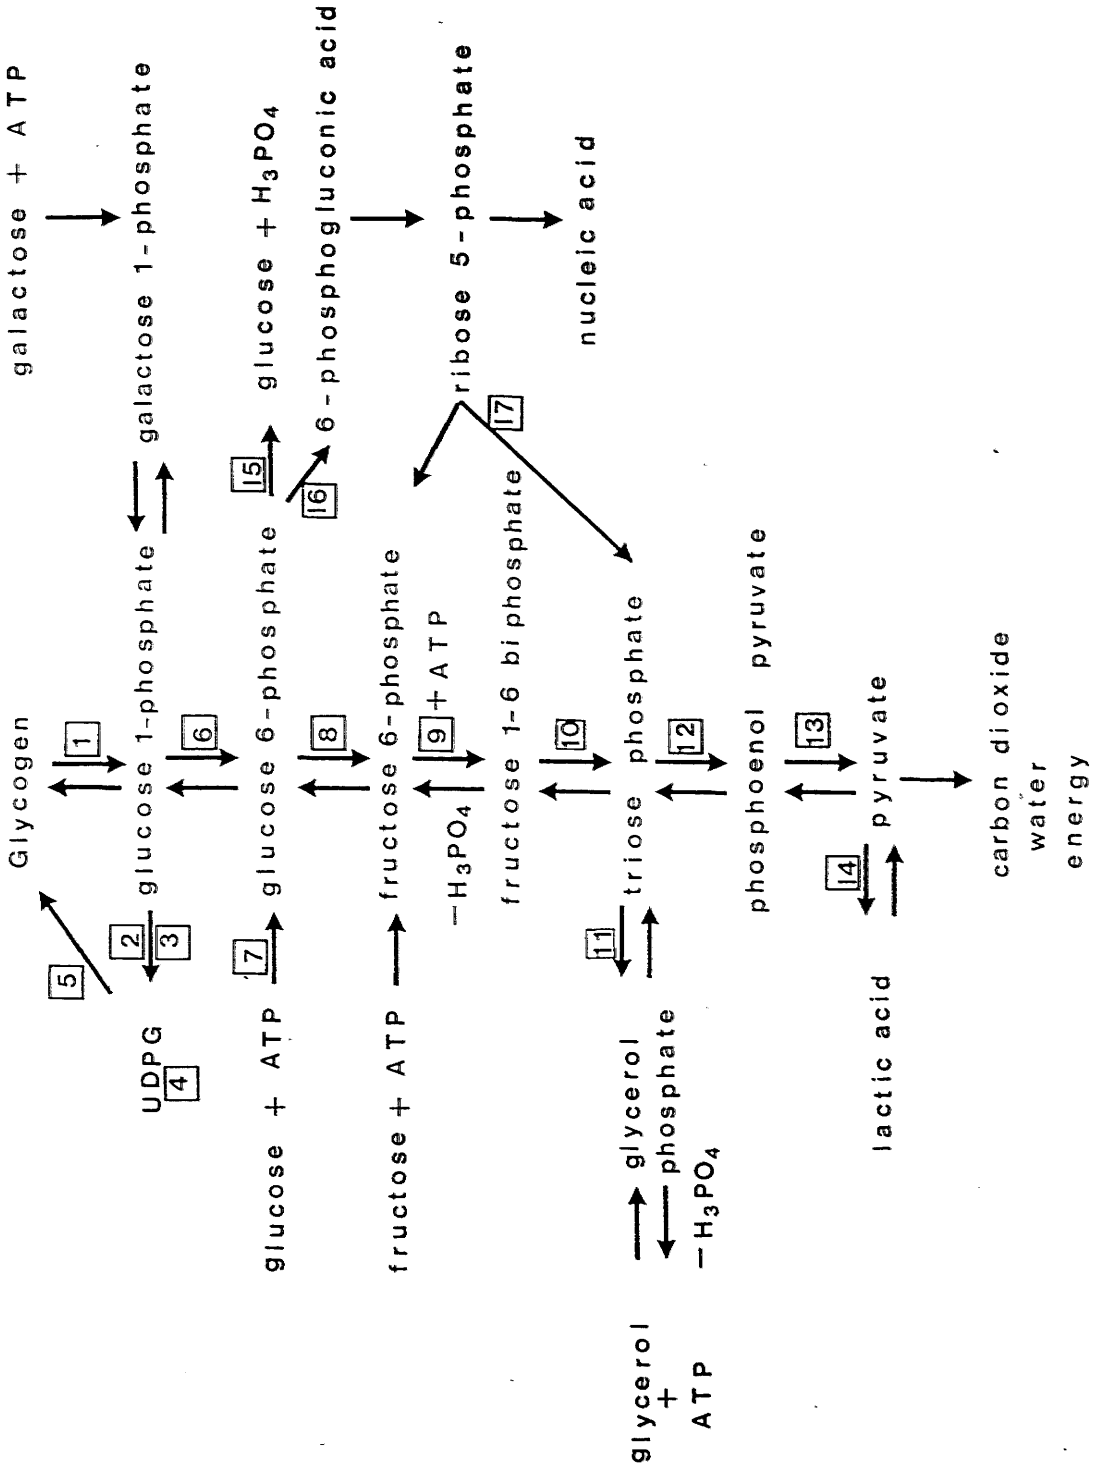 galactose + ATP
Glycogen
1
5
galactose 1-phosphate
glucose 1-phosphate
2
3
UDPG
4
6
15
glucose + H3PO4
glucose 6-phosphate
7
glucose + ATP
16
6-phosphogluconic acid
8
fructose 6-phosphate
fructose + ATP
9 + ATP
-H3PO4
ribose 5-phosphate
17
fructose 1-6 biphosphate
10
nucleic acid
triose phosphate
11
glycerol
phosphate
-H3PO4
glycerol
+
ATP
12
phosphoenol pyruvate
13
pyruvate
14
lactic acid
carbon dioxide
water
energy